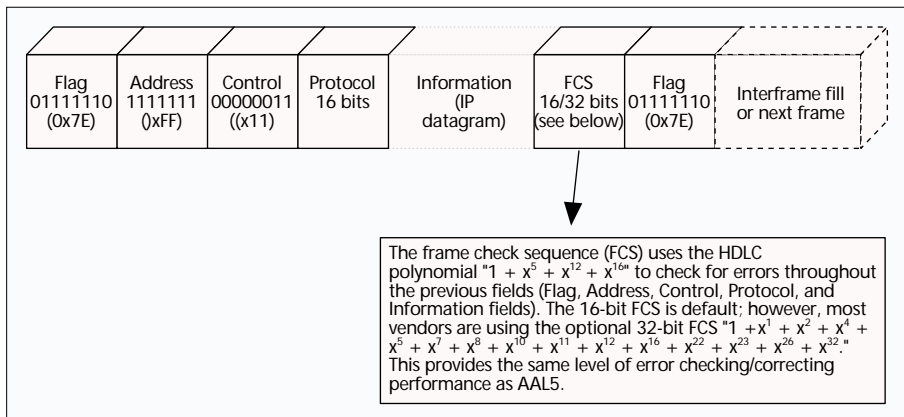 Flag
01111110
(0x7E)
Address
1111111
()xFF)
Control
00000011
((x11)
Protocol
16 bits
Information
(IP
datagram)
FCS
16/32 bits
(see below)
Flag
01111110
(0x7E)
Interframe fill
or next frame
The frame check sequence (FCS) uses the HDLC
polynomial "1 + x⁵ + x¹² + x¹⁶" to check for errors throughout
the previous fields (Flag, Address, Control, Protocol, and
Information fields). The 16-bit FCS is default; however, most
vendors are using the optional 32-bit FCS "1 +x¹ + x² + x⁴ +
x⁵ + x⁷ + x⁸ + x¹⁰ + x¹¹ + x¹² + x¹⁶ + x²² + x²³ + x²⁶ + x³²."
This provides the same level of error checking/correcting
performance as AAL5.